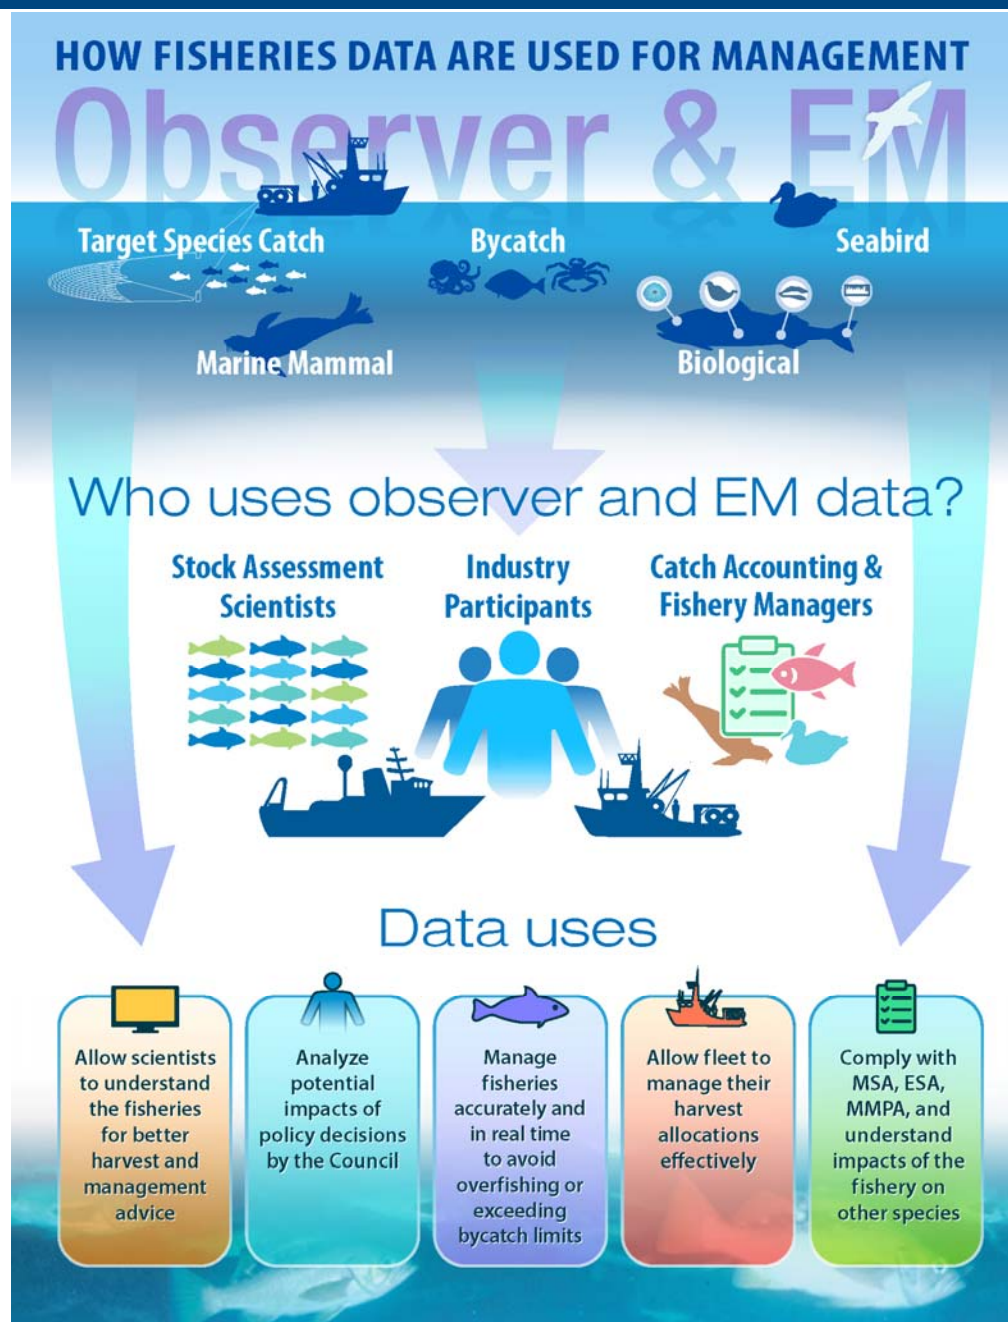 HOW FISHERIES DATA ARE USED FOR MANAGEMENT
Observer & EM
Target Species Catch
Bycatch
Seabird
Marine Mammal
Biological
Who uses observer and EM data?
Stock Assessment
Scientists
Industry
Participants
Catch Accounting &
Fishery Managers
Data uses
Allow scientists
to understand
the fisheries
for better
harvest and
management
advice
Analyze
potential
impacts of
policy decisions
by the Council
Manage
fisheries
accurately and
in real time
to avoid
overfishing or
exceeding
bycatch limits
Allow fleet to
manage their
harvest
allocations
effectively
Comply with
MSA, ESA,
MMPA, and
understand
impacts of the
fishery on
other species